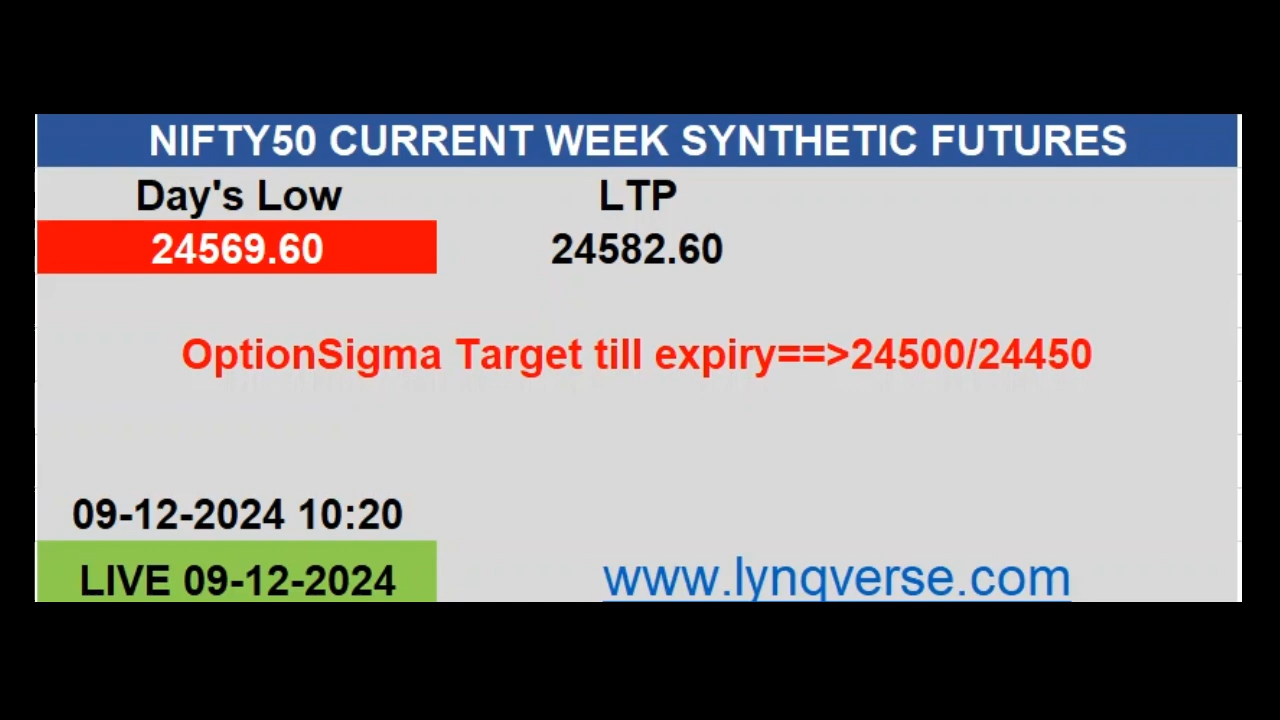 NIFTY50 CURRENT WEEK SYNTHETIC FUTURES
Day's Low LTP
24569.60 24582.60
OptionSigma Target till expiry==>24500/24450
09-12-2024 10:20
LIVE 09-12-2024 www.lynqverse.com